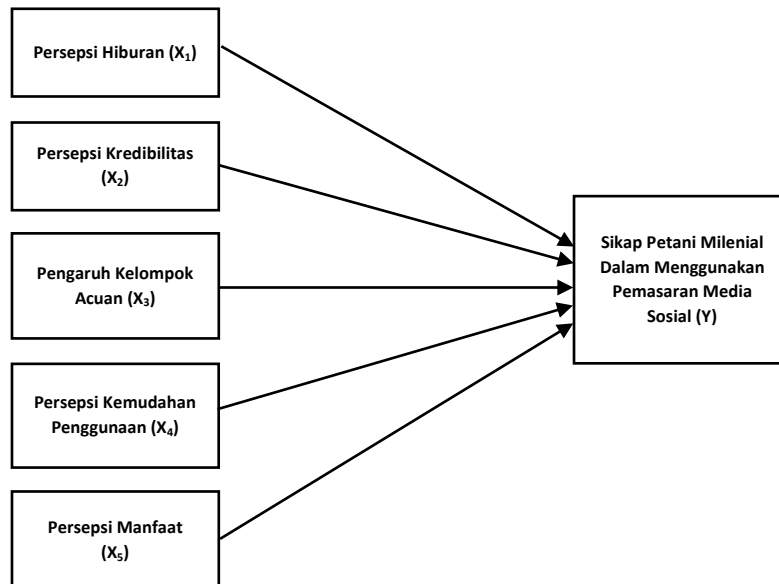 Persepsi Hiburan (X₁)
Persepsi Kredibilitas
(X₂)
Pengaruh Kelompok
Acuan (X₃)
Persepsi Kemudahan
Penggunaan (X₄)
Persepsi Manfaat
(X₅)
Sikap Petani Milenial
Dalam Menggunakan
Pemasaran Media
Sosial (Y)